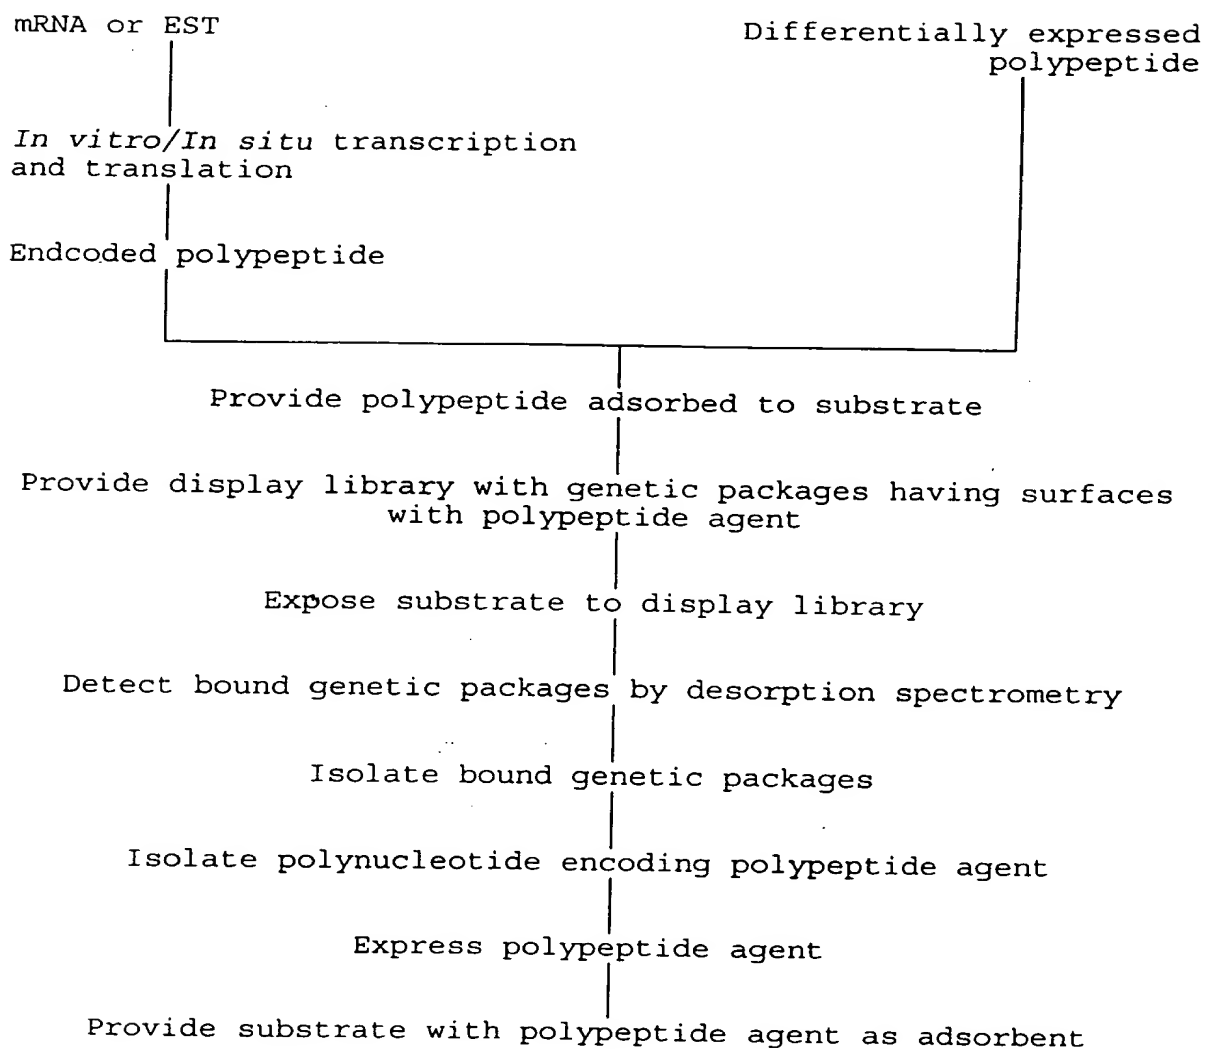 mRNA or EST
Differentially expressed
polypeptide
In vitro/In situ transcription
and translation
Endcoded polypeptide
Provide polypeptide adsorbed to substrate
Provide display library with genetic packages having surfaces
with polypeptide agent
Expose substrate to display library
Detect bound genetic packages by desorption spectrometry
Isolate bound genetic packages
Isolate polynucleotide encoding polypeptide agent
Express polypeptide agent
Provide substrate with polypeptide agent as adsorbent